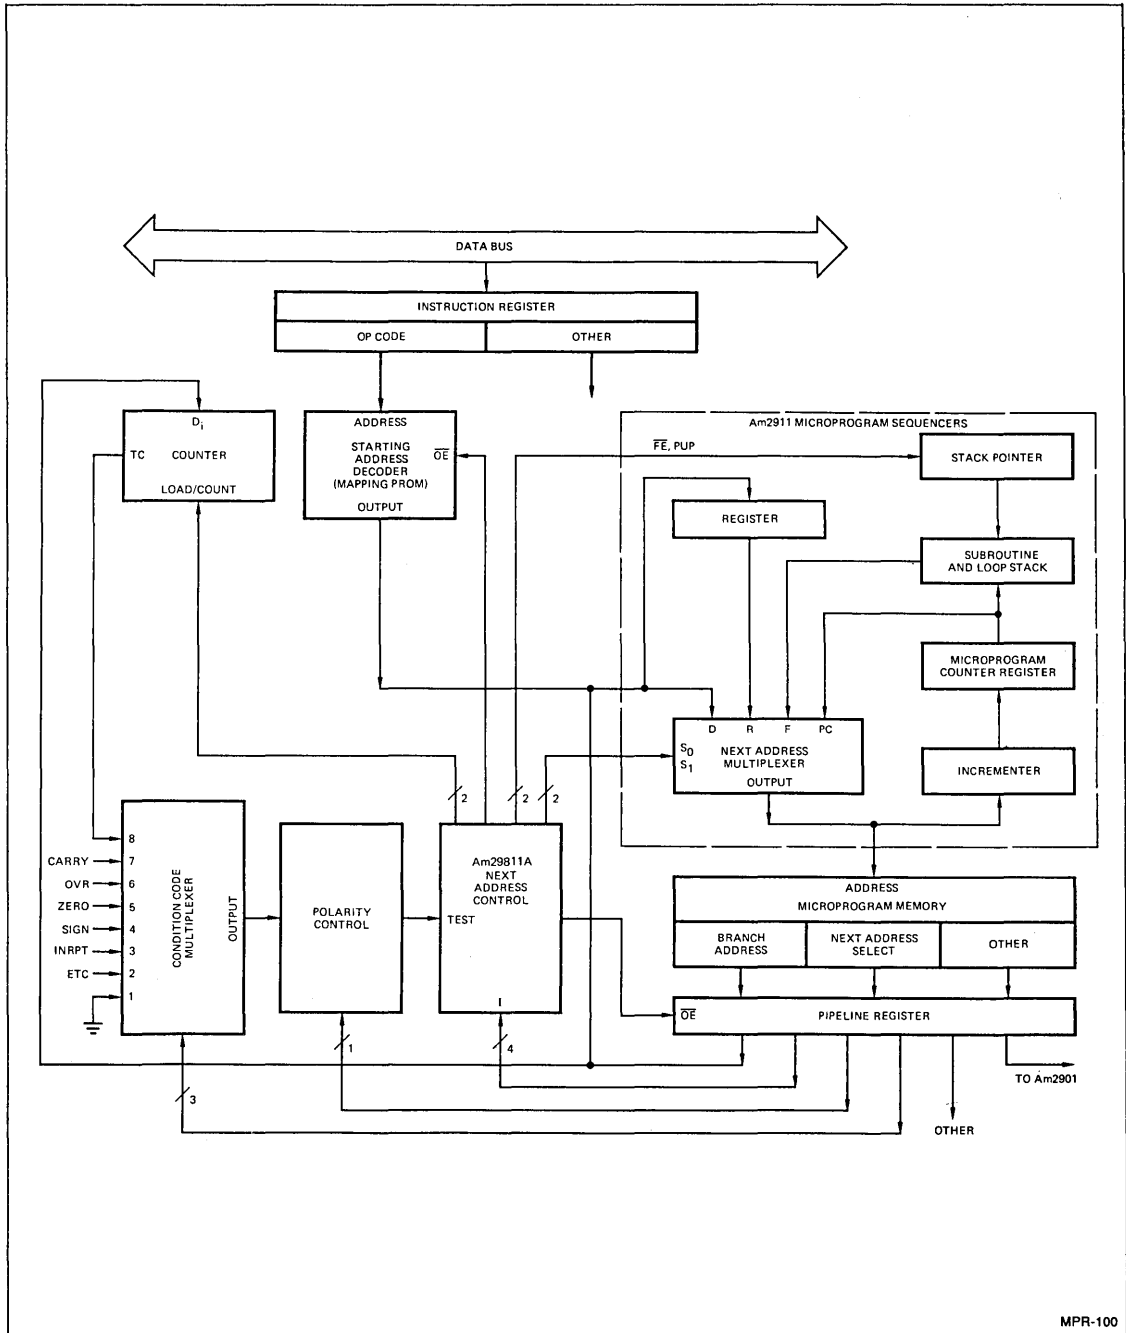 DATA BUS
INSTRUCTION REGISTER
OP CODE
OTHER
Di
TC
COUNTER
LOAD/COUNT
ADDRESS
STARTING
ADDRESS
DECODER
(MAPPING PROM)
OE
OUTPUT
Am2911 MICROPROGRAM SEQUENCERS
FE, PUP
STACK POINTER
REGISTER
SUBROUTINE
AND LOOP STACK
MICROPROGRAM
COUNTER REGISTER
D R F PC
S0
S1
NEXT ADDRESS
MULTIPLEXER
OUTPUT
INCREMENTER
2
2
2
8
CARRY 7
OVR 6
ZERO 5
SIGN 4
INRPT 3
ETC 2
1
CONDITION CODE
MULTIPLEXER
OUTPUT
POLARITY
CONTROL
Am29811A
NEXT
ADDRESS
CONTROL
TEST
I
ADDRESS
MICROPROGRAM MEMORY
BRANCH
ADDRESS
NEXT ADDRESS
SELECT
OTHER
OE
PIPELINE REGISTER
1
4
3
TO Am2901
OTHER
MPR-100